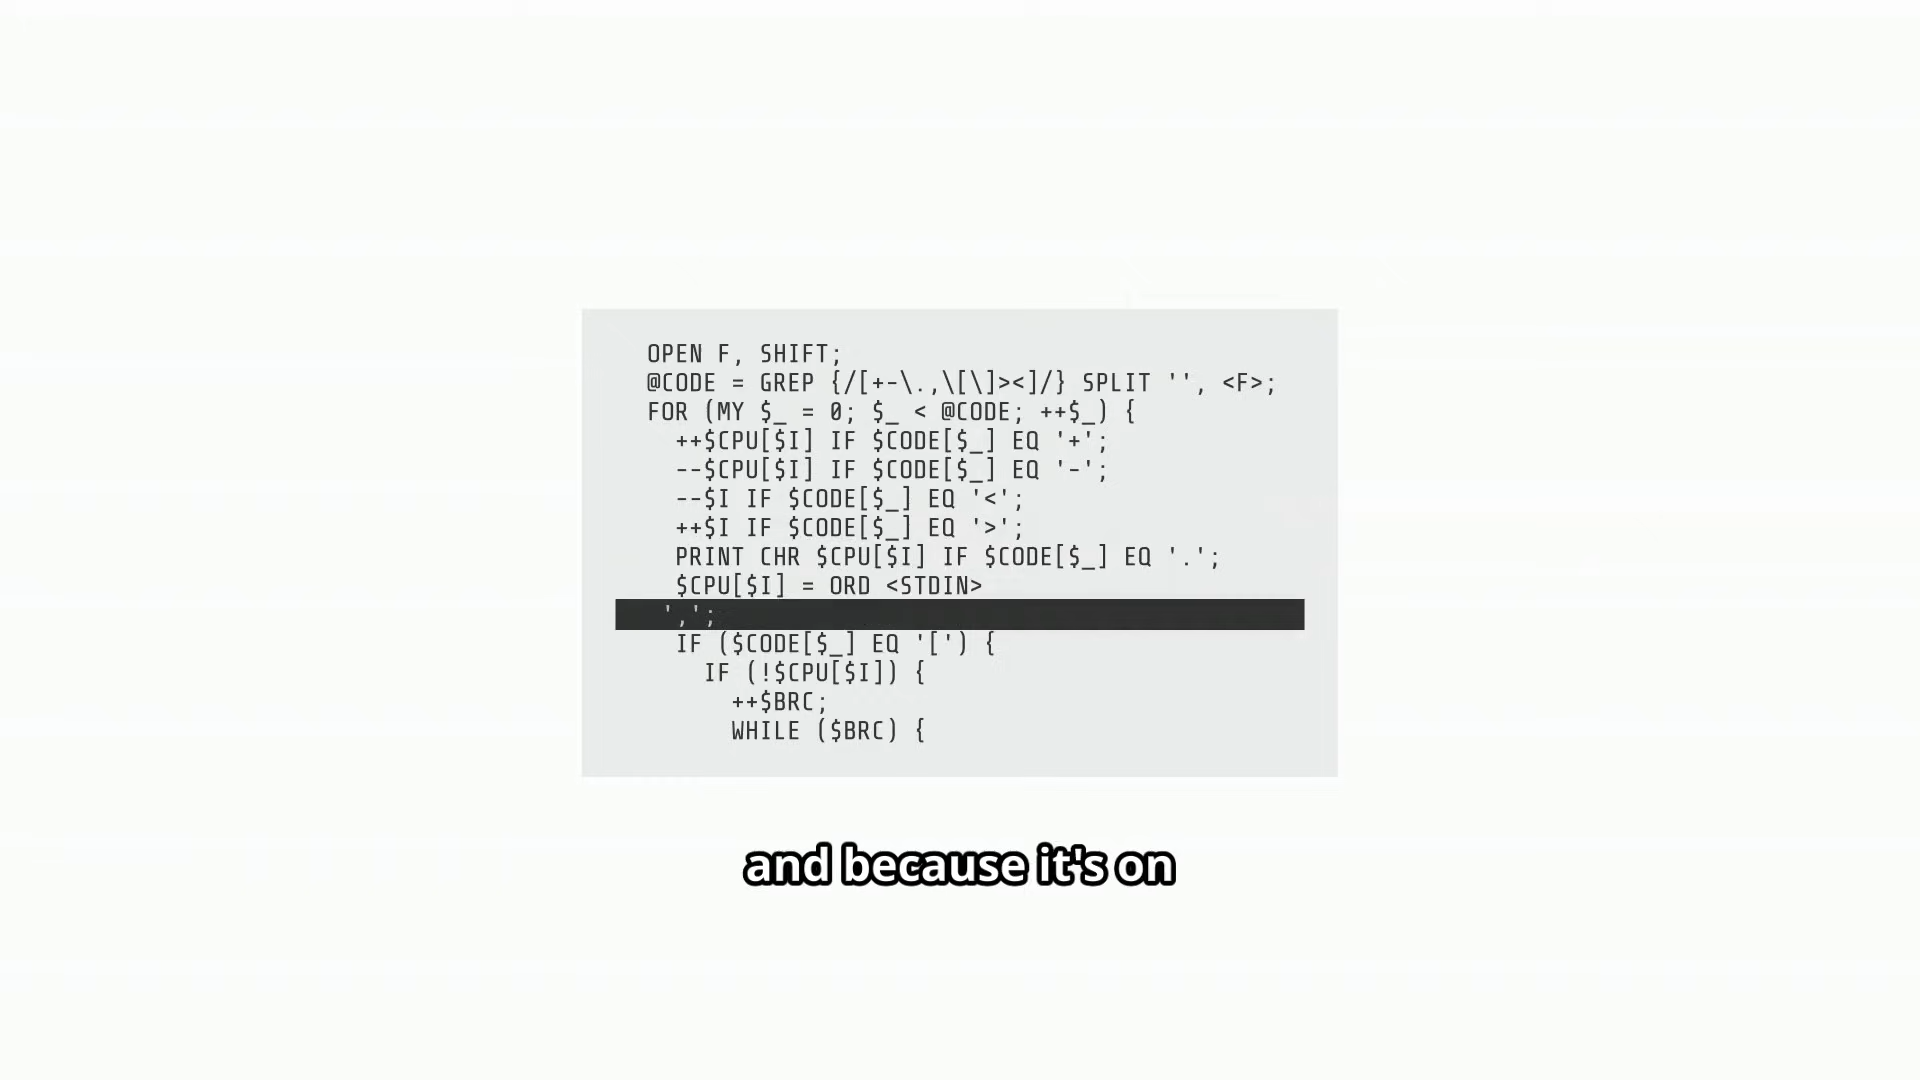 OPEN F, SHIFT;
@CODE = GREP {/[+-\.,\[\]><]/} SPLIT '', <F>;
FOR (MY $_ = 0; $_ < @CODE; ++$_) {
++$CPU[$I] IF $CODE[$_] EQ '+';
--$CPU[$I] IF $CODE[$_] EQ '-';
--$I IF $CODE[$_] EQ '<';
++$I IF $CODE[$_] EQ '>';
PRINT CHR $CPU[$I] IF $CODE[$_] EQ '.';
$CPU[$I] = ORD <STDIN>
',';
IF ($CODE[$_] EQ '[') {
IF (!$CPU[$I]) {
++$BRC;
WHILE ($BRC) {
and because it's on